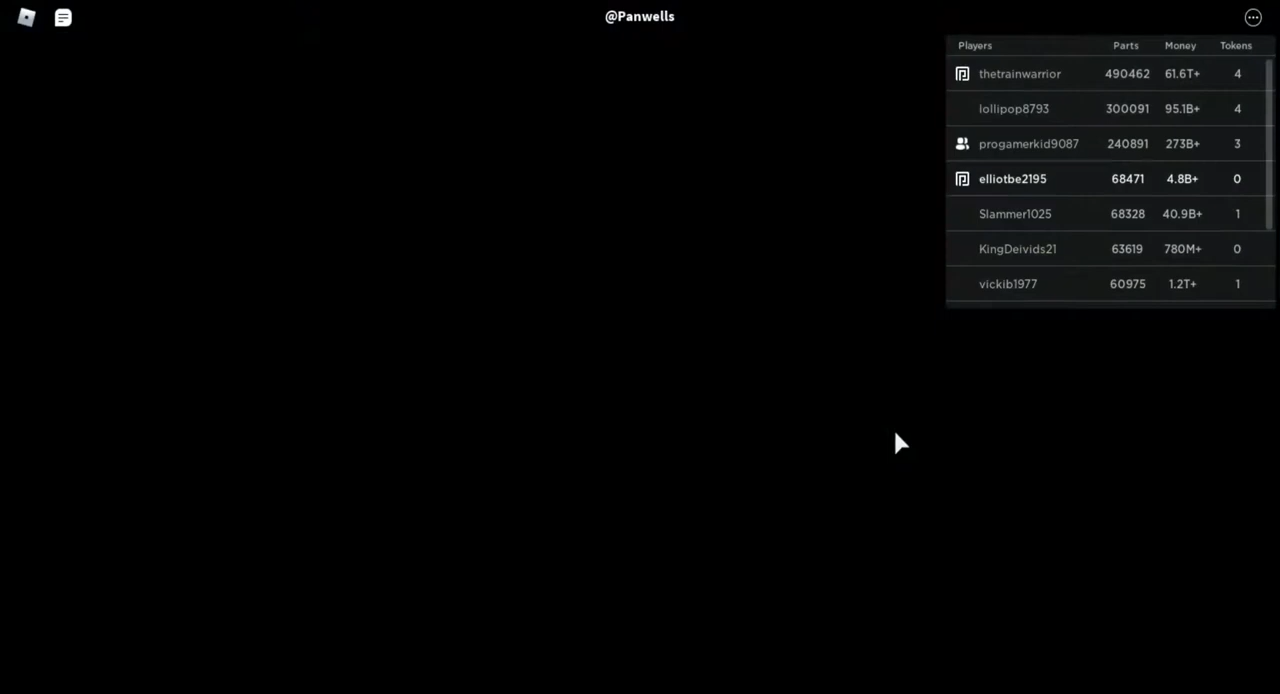 @Panwells
Players Parts Money Tokens
thetrainwarrior 490462 61.6T+ 4
lollipop8793 300091 95.1B+ 4
progamerkid9087 240891 273B+ 3
elliotbe2195 68471 4.8B+ 0
Slammer1025 68328 40.9B+ 1
KingDeivids21 63619 780M+ 0
vickib1977 60975 1.2T+ 1